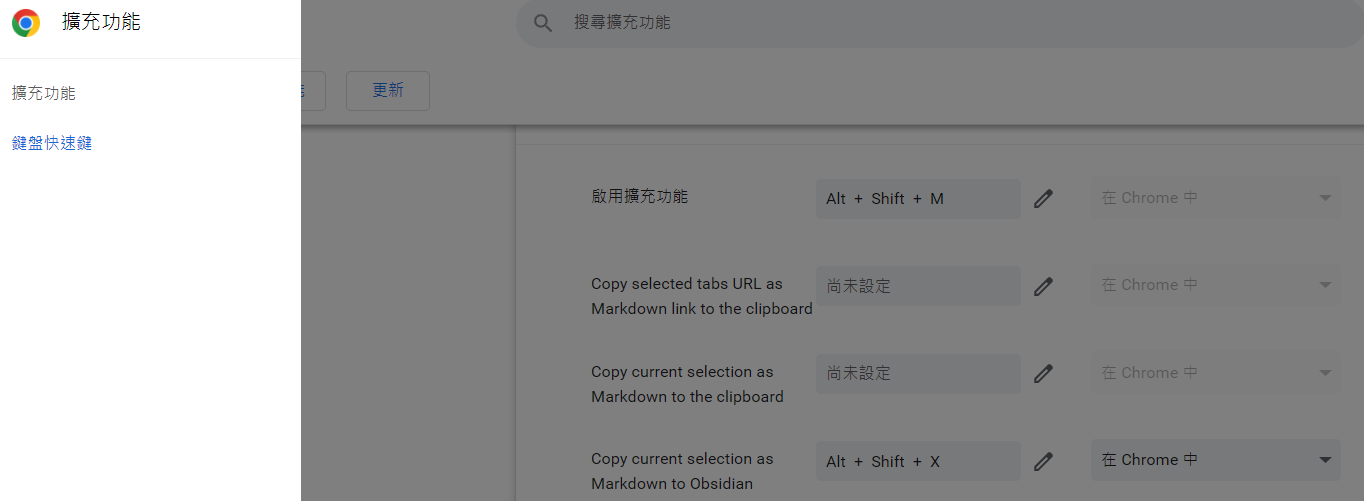 擴充功能
搜尋擴充功能
擴充功能
更新
鍵盤快速鍵
啟用擴充功能
Alt + Shift + M
在 Chrome 中
Copy selected tabs URL as
Markdown link to the clipboard
尚未設定
在 Chrome 中
Copy current selection as
Markdown to the clipboard
尚未設定
在 Chrome 中
Copy current selection as
Markdown to Obsidian
Alt + Shift + X
在 Chrome 中